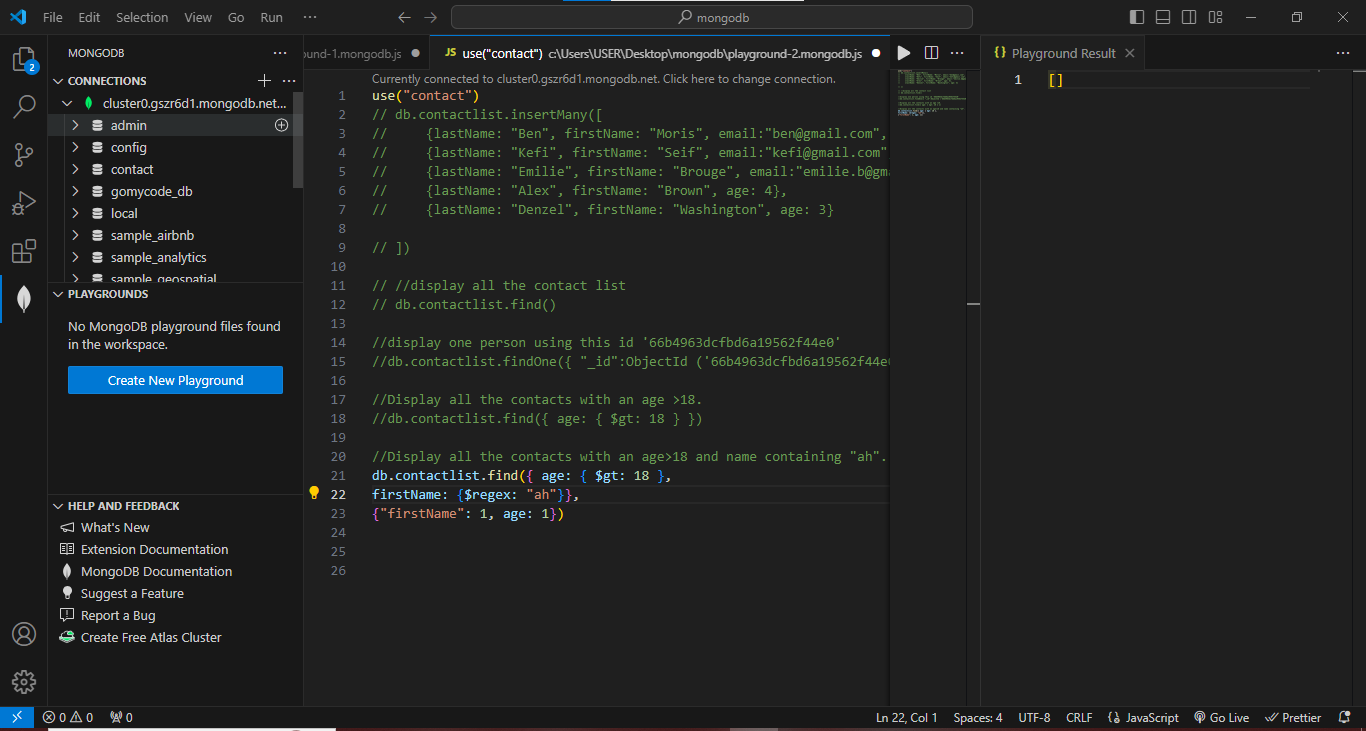 File Edit Selection View Go Run ···
mongodb
MONGODB
CONNECTIONS
cluster0.gszr6d1.mongodb.net...
admin
config
contact
gomycode_db
local
sample_airbnb
sample_analytics
sample_geospatial
PLAYGROUNDS
No MongoDB playground files found
in the workspace.
Create New Playground
HELP AND FEEDBACK
What's New
Extension Documentation
MongoDB Documentation
Suggest a Feature
Report a Bug
Create Free Atlas Cluster
2
ound-1.mongodb.js
JS use("contact") c:\Users\USER\Desktop\mongodb\playground-2.mongodb.js
Currently connected to cluster0.gszr6d1.mongodb.net. Click here to change connection.
1 use("contact")
2 // db.contactlist.insertMany([
3 //     {lastName: "Ben", firstName: "Moris", email:"ben@gmail.com",
4 //     {lastName: "Kefi", firstName: "Seif", email:"kefi@gmail.com"
5 //     {lastName: "Emilie", firstName: "Brouge", email:"emilie.b@gma
6 //     {lastName: "Alex", firstName: "Brown", age: 4},
7 //     {lastName: "Denzel", firstName: "Washington", age: 3}
8
9 // ])
10
11 // //display all the contact list
12 // db.contactlist.find()
13
14 //display one person using this id '66b4963dcfbd6a19562f44e0'
15 //db.contactlist.findOne({ "_id":ObjectId ('66b4963dcfbd6a19562f44e
16
17 //Display all the contacts with an age >18.
18 //db.contactlist.find({ age: { $gt: 18 } })
19
20 //Display all the contacts with an age>18 and name containing "ah".
21 db.contactlist.find({ age: { $gt: 18 },
22 firstName: {$regex: "ah"}},
23 {"firstName": 1, age: 1})
24
25
26
{} Playground Result
1 []
0 0 0
Ln 22, Col 1 Spaces: 4 UTF-8 CRLF {} JavaScript Go Live Prettier